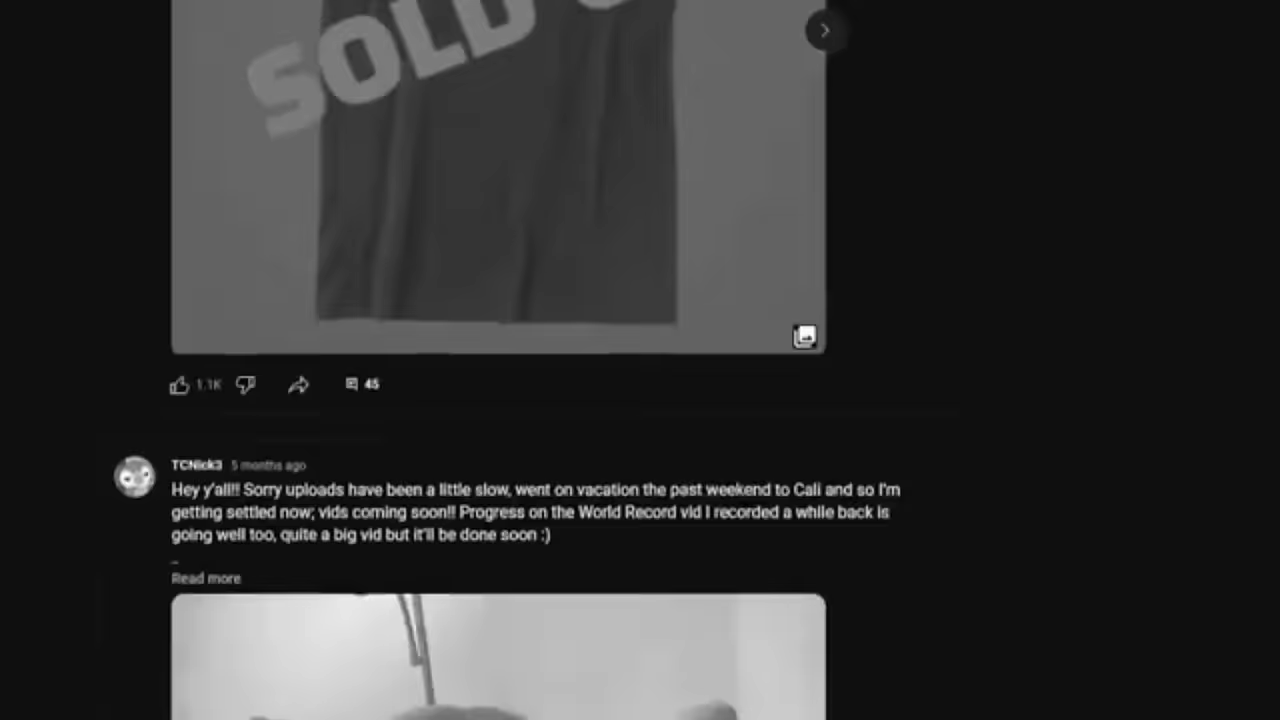 SOLD
1.1K
45
TCNick3 5 months ago
Hey y'all!! Sorry uploads have been a little slow, went on vacation the past weekend to Cali and so I'm
getting settled now; vids coming soon!! Progress on the World Record vid I recorded a while back is
going well too, quite a big vid but it'll be done soon :)
Read more